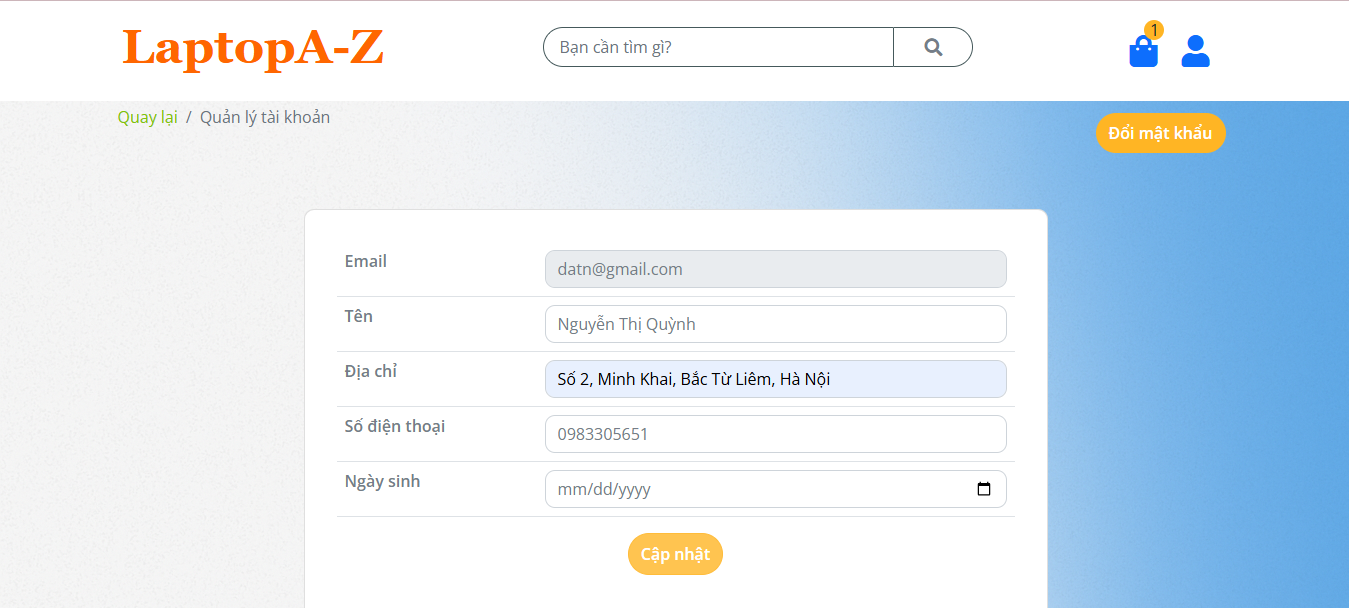 LaptopA-Z
Bạn cần tìm gì?
1
Quay lại / Quản lý tài khoản
Đổi mật khẩu
Email
datn@gmail.com
Tên
Nguyễn Thị Quỳnh
Địa chỉ
Số 2, Minh Khai, Bắc Từ Liêm, Hà Nội
Số điện thoại
0983305651
Ngày sinh
mm/dd/yyyy
Cập nhật